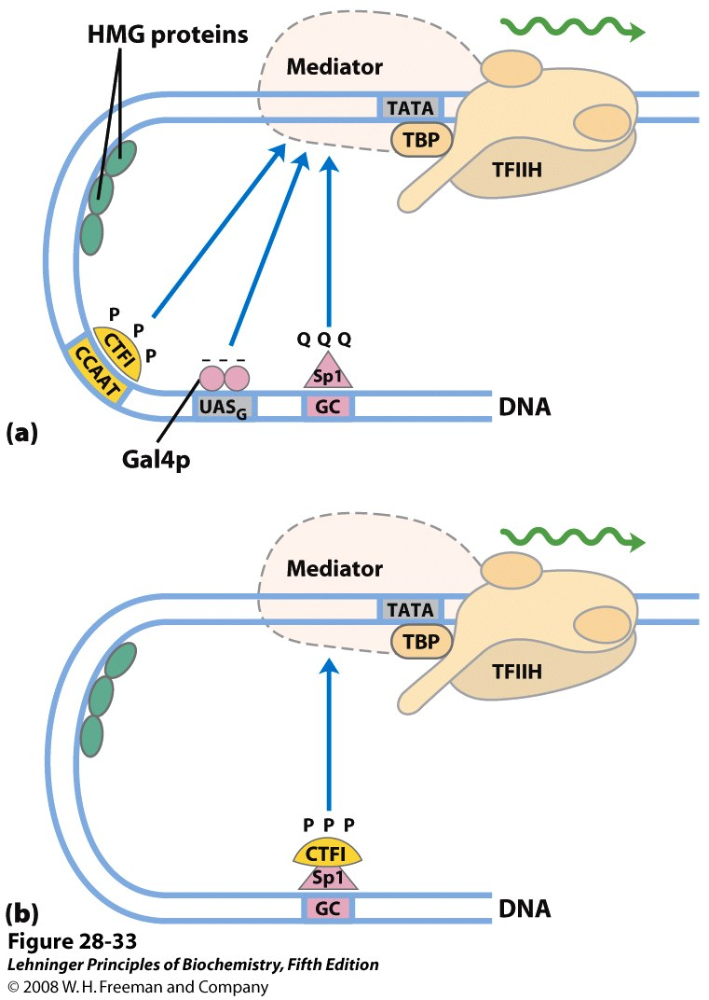 HMG proteins
Mediator
TATA
TBP
TFIIH
P
P
P
CTFI
CCAAT
– – –
UASG
Gal4p
Q Q Q
Sp1
GC
DNA
(a)
Mediator
TATA
TBP
TFIIH
P P P
CTFI
Sp1
GC
DNA
(b)
Figure 28-33
Lehninger Principles of Biochemistry, Fifth Edition
© 2008 W. H. Freeman and Company